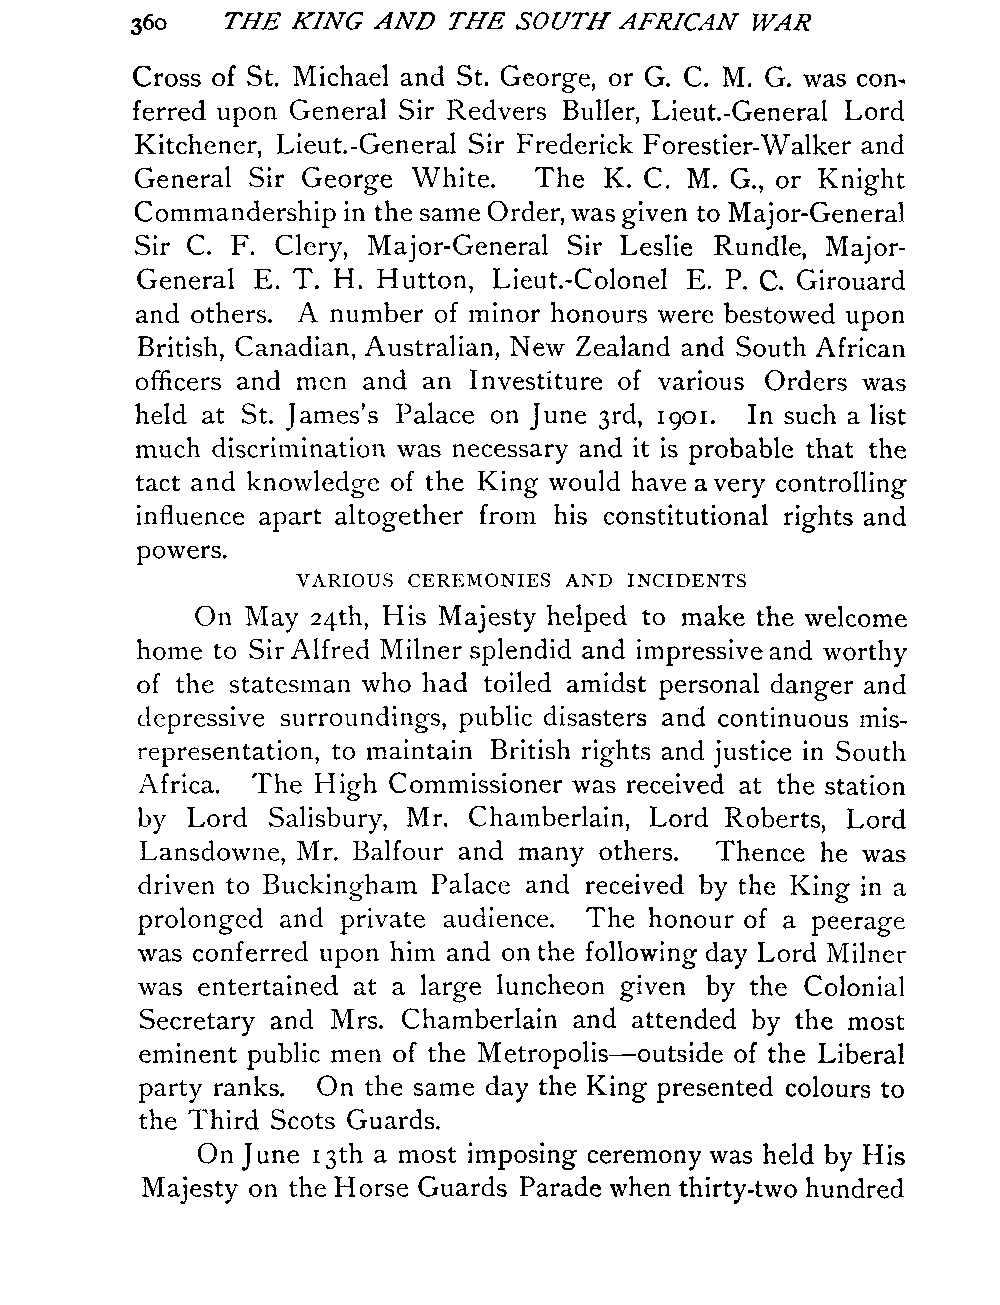 360 THE KING AND THE SOUTH AFRICAN WAR
Cross of St. Michael and St. George, or G. C. M. G. was con-
ferred upon General Sir Redvers Buller, Lieut.-General Lord
Kitchener, Lieut.-General Sir Frederick Forestier-Walker and
General Sir George White. The K. C. M. G., or Knight
Commandership in the same Order, was given to Major-General
Sir C. F. Clery, Major-General Sir Leslie Rundle, Major-
General E. T. H. Hutton, Lieut.-Colonel E. P. C. Girouard
and others. A number of minor honours were bestowed upon
British, Canadian, Australian, New Zealand and South African
officers and men and an Investiture of various Orders was
held at St. James's Palace on June 3rd, 1901. In such a list
much discrimination was necessary and it is probable that the
tact and knowledge of the King would have a very controlling
influence apart altogether from his constitutional rights and
powers.
VARIOUS CEREMONIES AND INCIDENTS
On May 24th, His Majesty helped to make the welcome
home to Sir Alfred Milner splendid and impressive and worthy
of the statesman who had toiled amidst personal danger and
depressive surroundings, public disasters and continuous mis-
representation, to maintain British rights and justice in South
Africa. The High Commissioner was received at the station
by Lord Salisbury, Mr. Chamberlain, Lord Roberts, Lord
Lansdowne, Mr. Balfour and many others. Thence he was
driven to Buckingham Palace and received by the King in a
prolonged and private audience. The honour of a peerage
was conferred upon him and on the following day Lord Milner
was entertained at a large luncheon given by the Colonial
Secretary and Mrs. Chamberlain and attended by the most
eminent public men of the Metropolis—outside of the Liberal
party ranks. On the same day the King presented colours to
the Third Scots Guards.
On June 13th a most imposing ceremony was held by His
Majesty on the Horse Guards Parade when thirty-two hundred